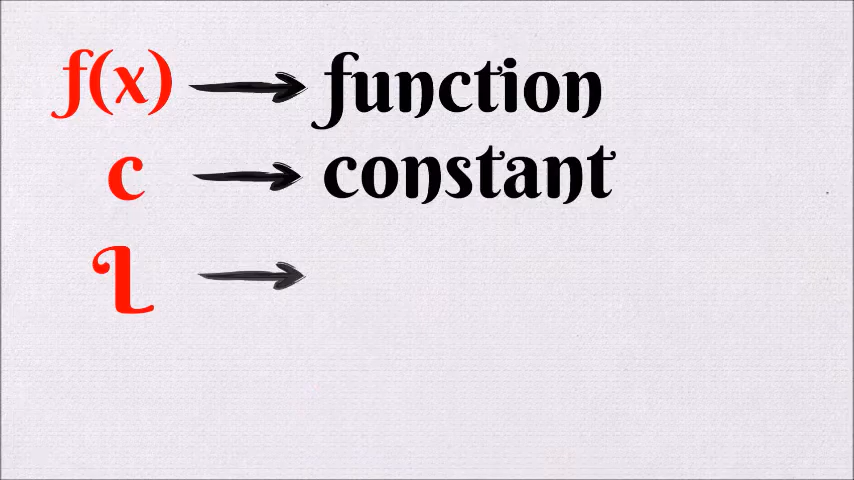 f(x) → function
c → constant
L →